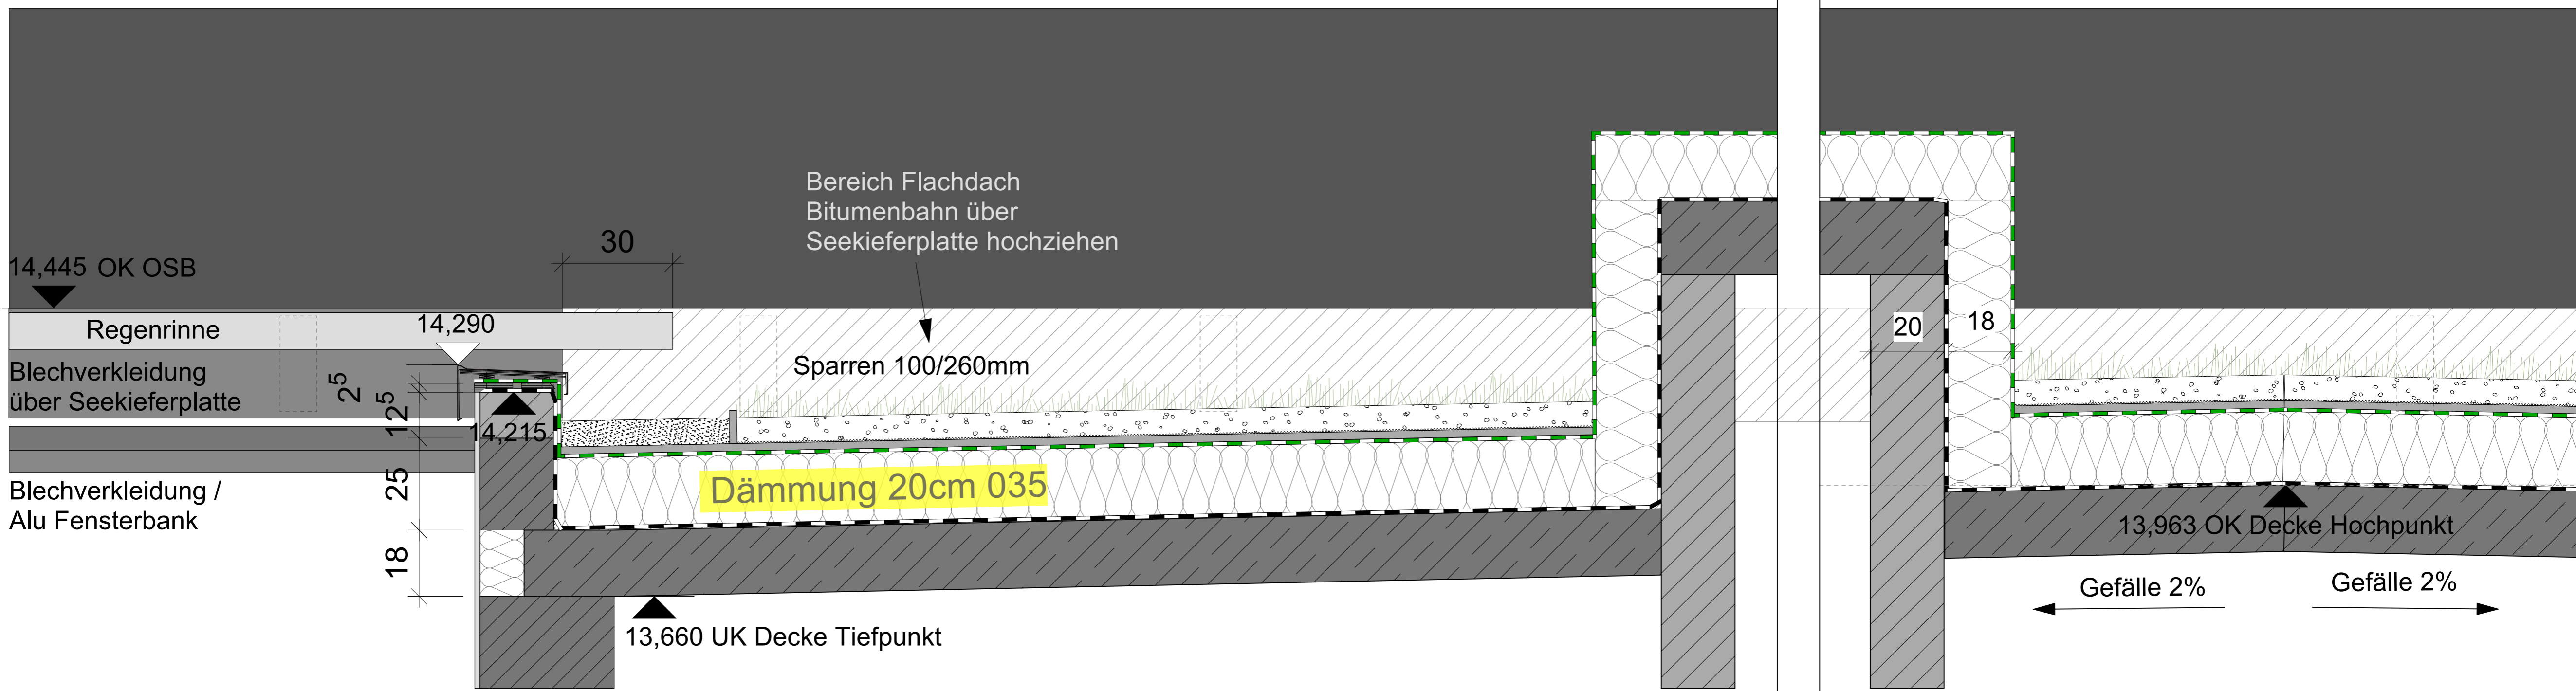 Bereich Flachdach
Bitumenbahn über
Seekieferplatte hochziehen
30
14,445 OK OSB
Regenrinne
14,290
Blechverkleidung
über Seekieferplatte
Sparren 100/260mm
20
18
2⁵
12⁵
14,215
25
Dämmung 20cm 035
Blechverkleidung /
Alu Fensterbank
18
13,660 UK Decke Tiefpunkt
13,963 OK Decke Hochpunkt
Gefälle 2%
Gefälle 2%